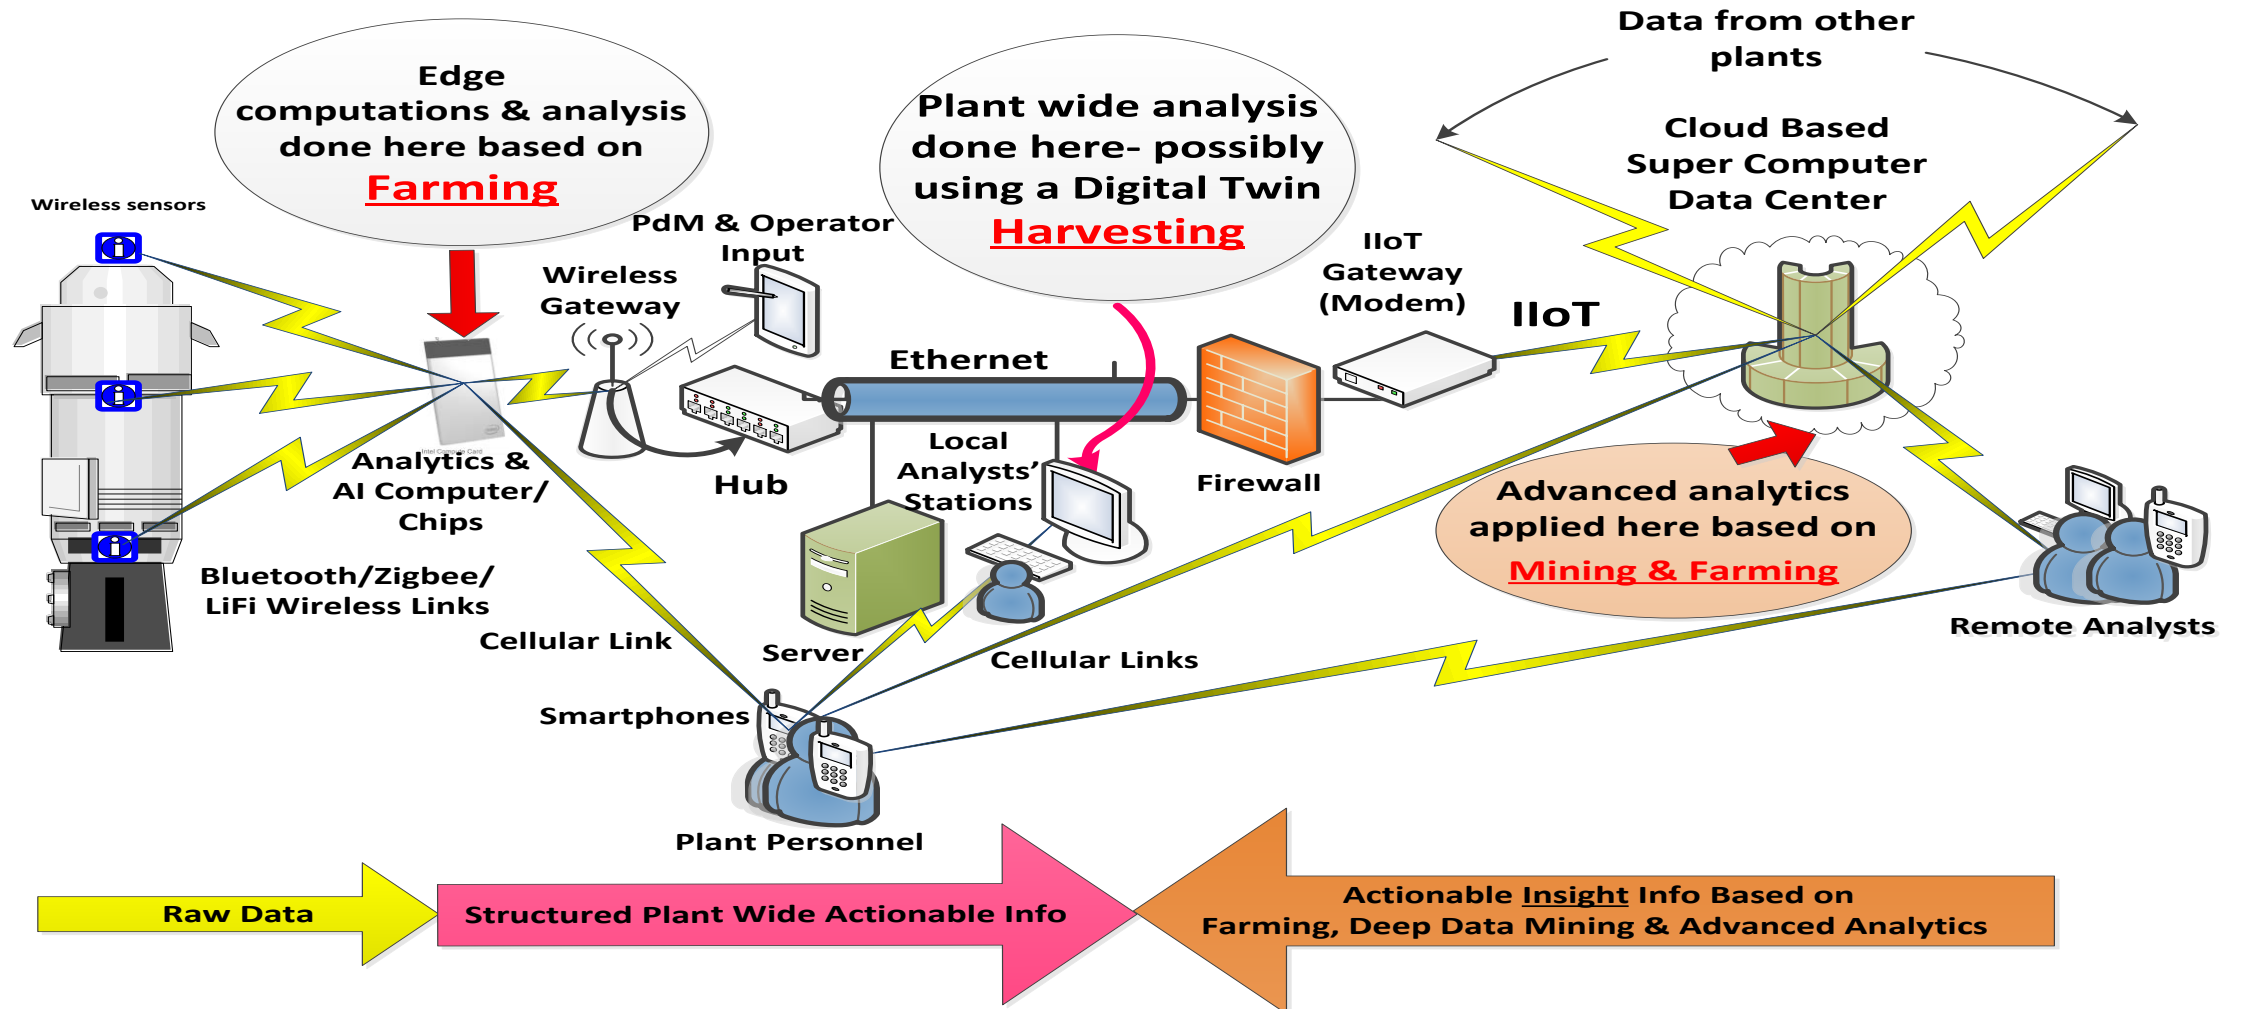 Data from other
plants
Edge
computations & analysis
done here based on
Farming
Plant wide analysis
done here- possibly
using a Digital Twin
Harvesting
Cloud Based
Super Computer
Data Center
Wireless sensors
PdM & Operator
Input
Wireless
Gateway
IIoT
Gateway
(Modem)
IIoT
Ethernet
Intel Compute Card
Analytics &
AI Computer/
Chips
Hub
Local
Analysts’
Stations
Firewall
Advanced analytics
applied here based on
Mining & Farming
Bluetooth/Zigbee/
LiFi Wireless Links
Cellular Link
Server
Cellular Links
Remote Analysts
Smartphones
Plant Personnel
Raw Data
Structured Plant Wide Actionable Info
Actionable Insight Info Based on
Farming, Deep Data Mining & Advanced Analytics